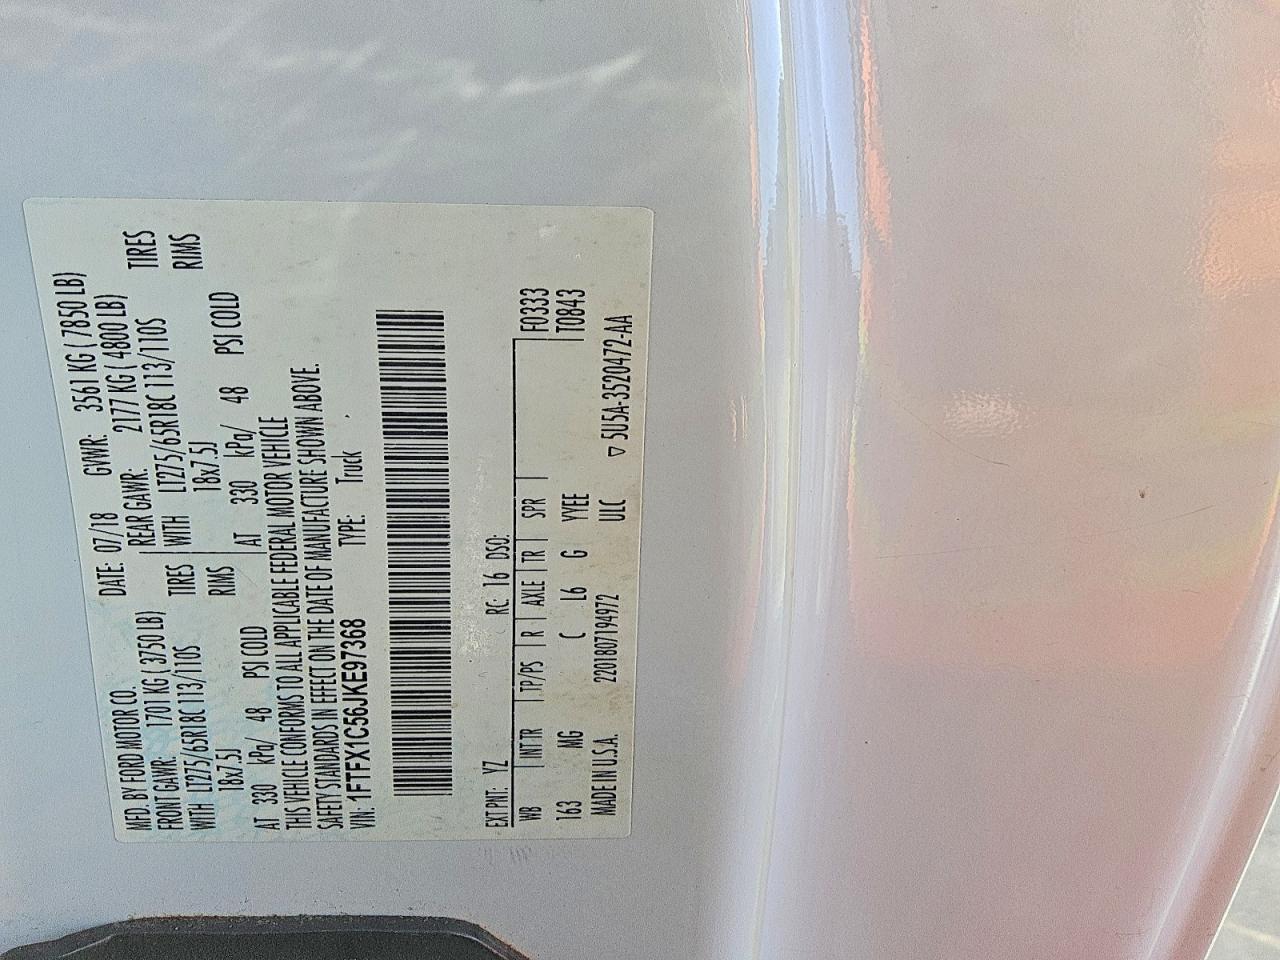 MFD. BY FORD MOTOR CO.
DATE: 07/18 GVWR: 3561 KG ( 7850 LB)
FRONT GAWR: 1701 KG ( 3750 LB) REAR GAWR: 2177 KG ( 4800 LB)
WITH LT275/65R18C 113/110S TIRES WITH LT275/65R18C 113/110S TIRES
18x7.5J RIMS 18x7.5J RIMS
AT 330 kPa/ 48 PSI COLD AT 330 kPa/ 48 PSI COLD
THIS VEHICLE CONFORMS TO ALL APPLICABLE FEDERAL MOTOR VEHICLE
SAFETY STANDARDS IN EFFECT ON THE DATE OF MANUFACTURE SHOWN ABOVE.
VIN: 1FTFX1C56JKE97368 TYPE: Truck
EXT PNT: YZ RC: 16 DSO:
WB INT TR TP/PS R AXLE TR SPR F0333
163 MG C L6 G YYEE T0843
MADE IN U.S.A. 2201807194972 ULC ▽ 5U5A-3520472-AA